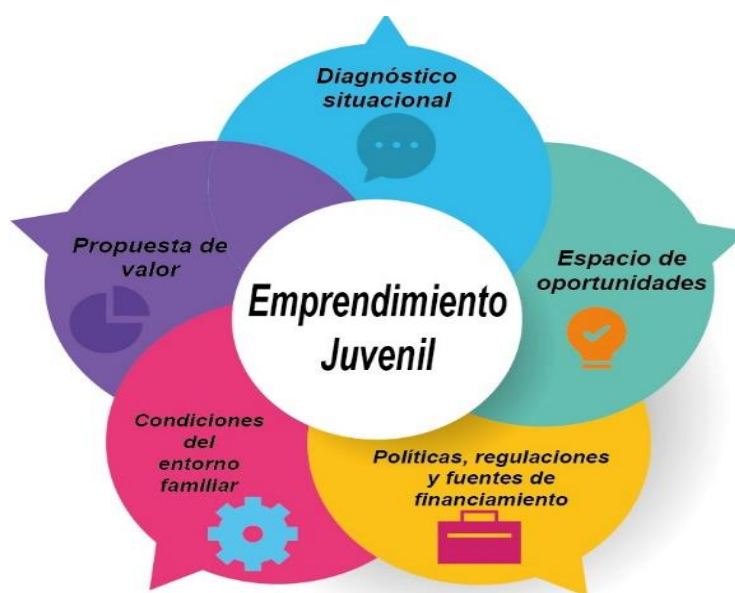 Diagnóstico
situacional
Espacio de
oportunidades
Políticas, regulaciones
y fuentes de
financiamiento
Condiciones
del
entorno
familiar
Propuesta de
valor
Emprendimiento
Juvenil